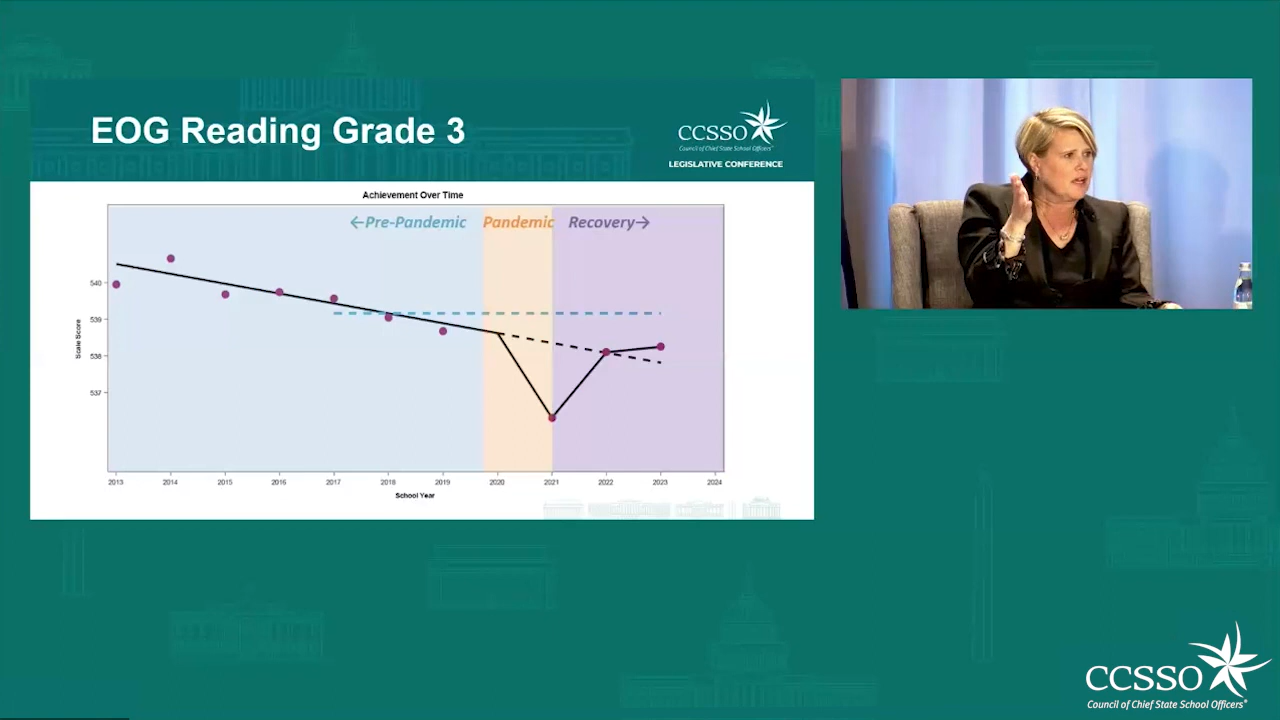 EOG Reading Grade 3
CCSSO
Council of Chief State School Officers
LEGISLATIVE CONFERENCE
Achievement Over Time
←Pre-Pandemic Pandemic Recovery→
Scale Score
540
539
538
537
2013 2014 2015 2016 2017 2018 2019 2020 2021 2022 2023 2024
School Year
CCSSO
Council of Chief State School Officers®